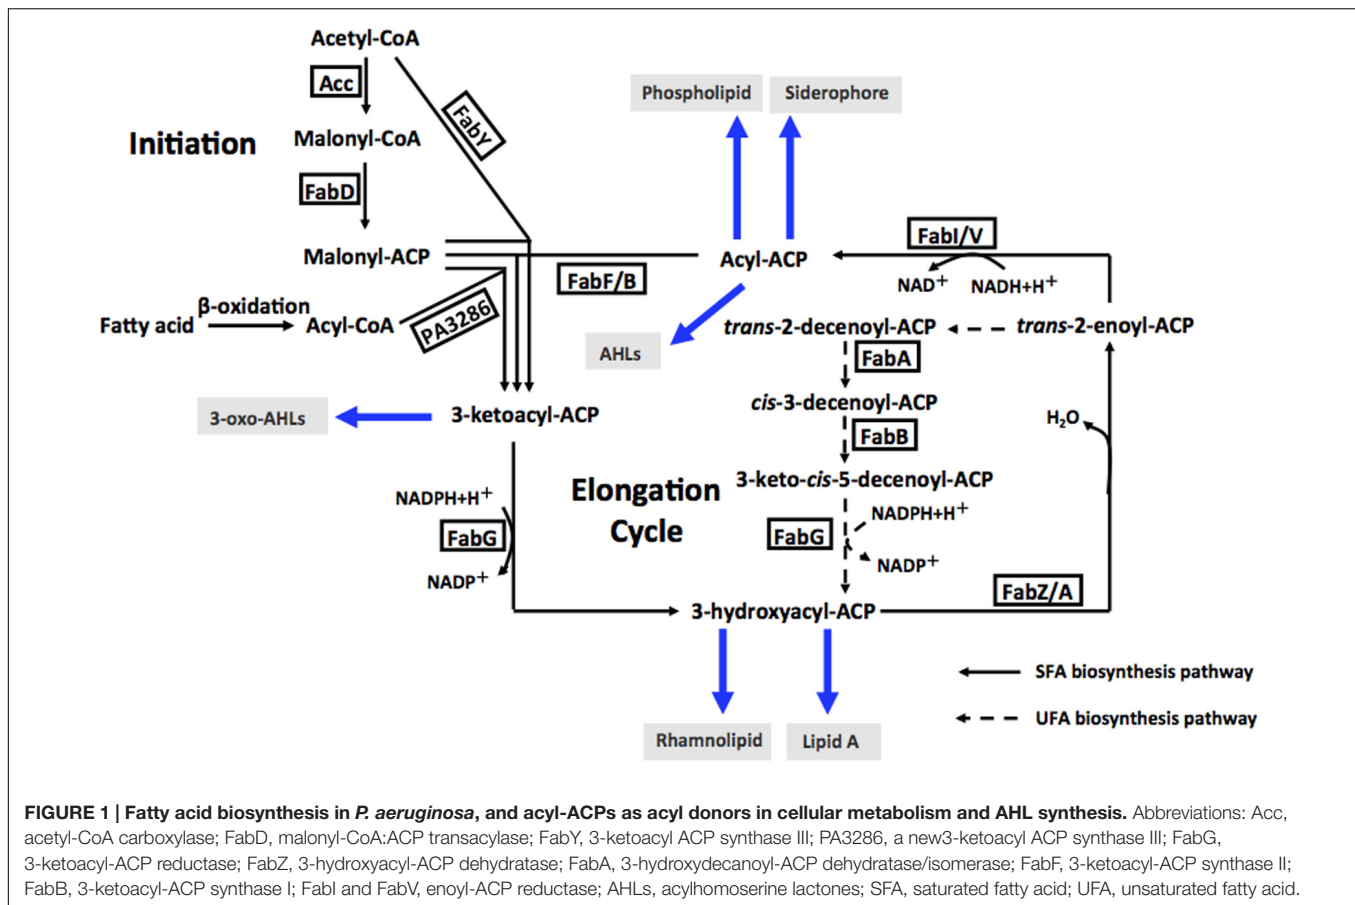 Acetyl-CoA
Acc
FabY
Initiation
Malonyl-CoA
FabD
Malonyl-ACP
Fatty acid
β-oxidation
Acyl-CoA
PA3286
FabF/B
Phospholipid
Siderophore
Acyl-ACP
FabI/V
NAD+
NADH+H+
AHLs
trans-2-decenoyl-ACP
trans-2-enoyl-ACP
FabA
cis-3-decenoyl-ACP
FabB
H2O
3-oxo-AHLs
3-ketoacyl-ACP
3-keto-cis-5-decenoyl-ACP
Elongation
Cycle
NADPH+H+
FabG
NADP+
FabG
NADPH+H+
NADP+
3-hydroxyacyl-ACP
FabZ/A
Rhamnolipid
Lipid A
SFA biosynthesis pathway
UFA biosynthesis pathway
FIGURE 1 | Fatty acid biosynthesis in P. aeruginosa, and acyl-ACPs as acyl donors in cellular metabolism and AHL synthesis. Abbreviations: Acc,
acetyl-CoA carboxylase; FabD, malonyl-CoA:ACP transacylase; FabY, 3-ketoacyl ACP synthase III; PA3286, a new3-ketoacyl ACP synthase III; FabG,
3-ketoacyl-ACP reductase; FabZ, 3-hydroxyacyl-ACP dehydratase; FabA, 3-hydroxydecanoyl-ACP dehydratase/isomerase; FabF, 3-ketoacyl-ACP synthase II;
FabB, 3-ketoacyl-ACP synthase I; FabI and FabV, enoyl-ACP reductase; AHLs, acylhomoserine lactones; SFA, saturated fatty acid; UFA, unsaturated fatty acid.